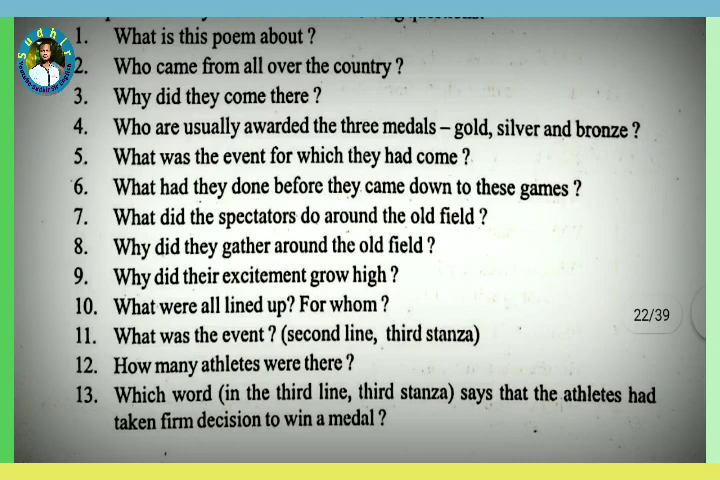 Sudhir
1. What is this poem about ?
2. Who came from all over the country ?
3. Why did they come there ?
4. Who are usually awarded the three medals – gold, silver and bronze ?
5. What was the event for which they had come ?
6. What had they done before they came down to these games ?
7. What did the spectators do around the old field ?
8. Why did they gather around the old field ?
9. Why did their excitement grow high ?
10. What were all lined up? For whom ?
22/39
11. What was the event ? (second line, third stanza)
12. How many athletes were there ?
13. Which word (in the third line, third stanza) says that the athletes had
taken firm decision to win a medal ?